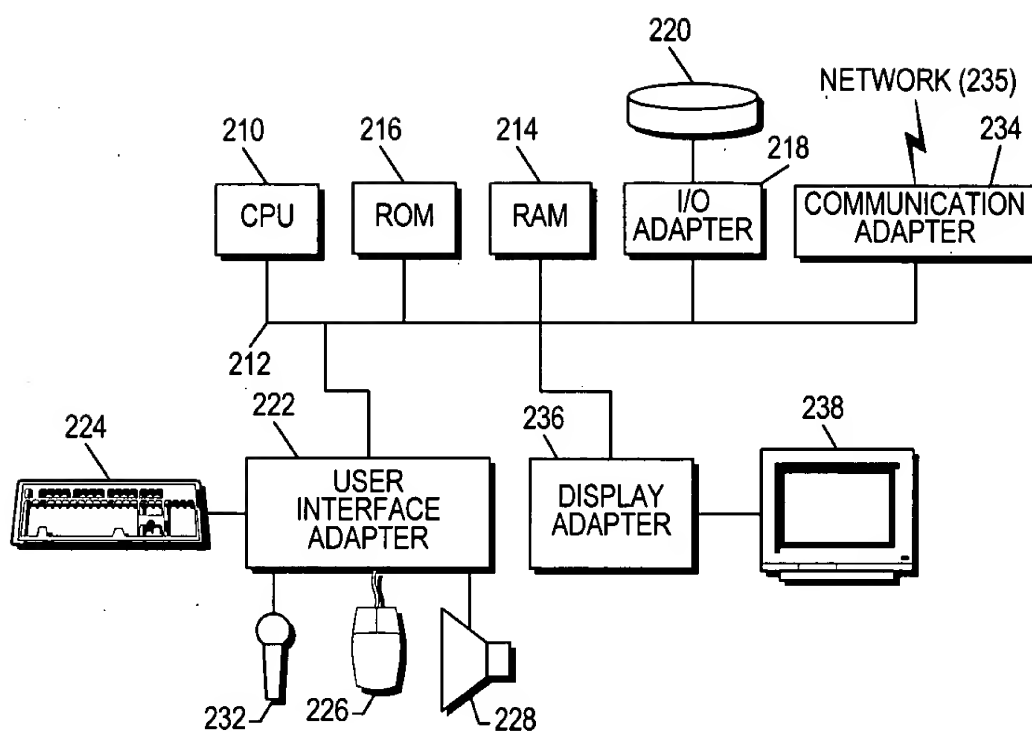 220
NETWORK (235)
210
216
214
218
234
CPU
ROM
RAM
I/O
ADAPTER
COMMUNICATION
ADAPTER
212
224
222
236
238
USER
INTERFACE
ADAPTER
DISPLAY
ADAPTER
232
226
228